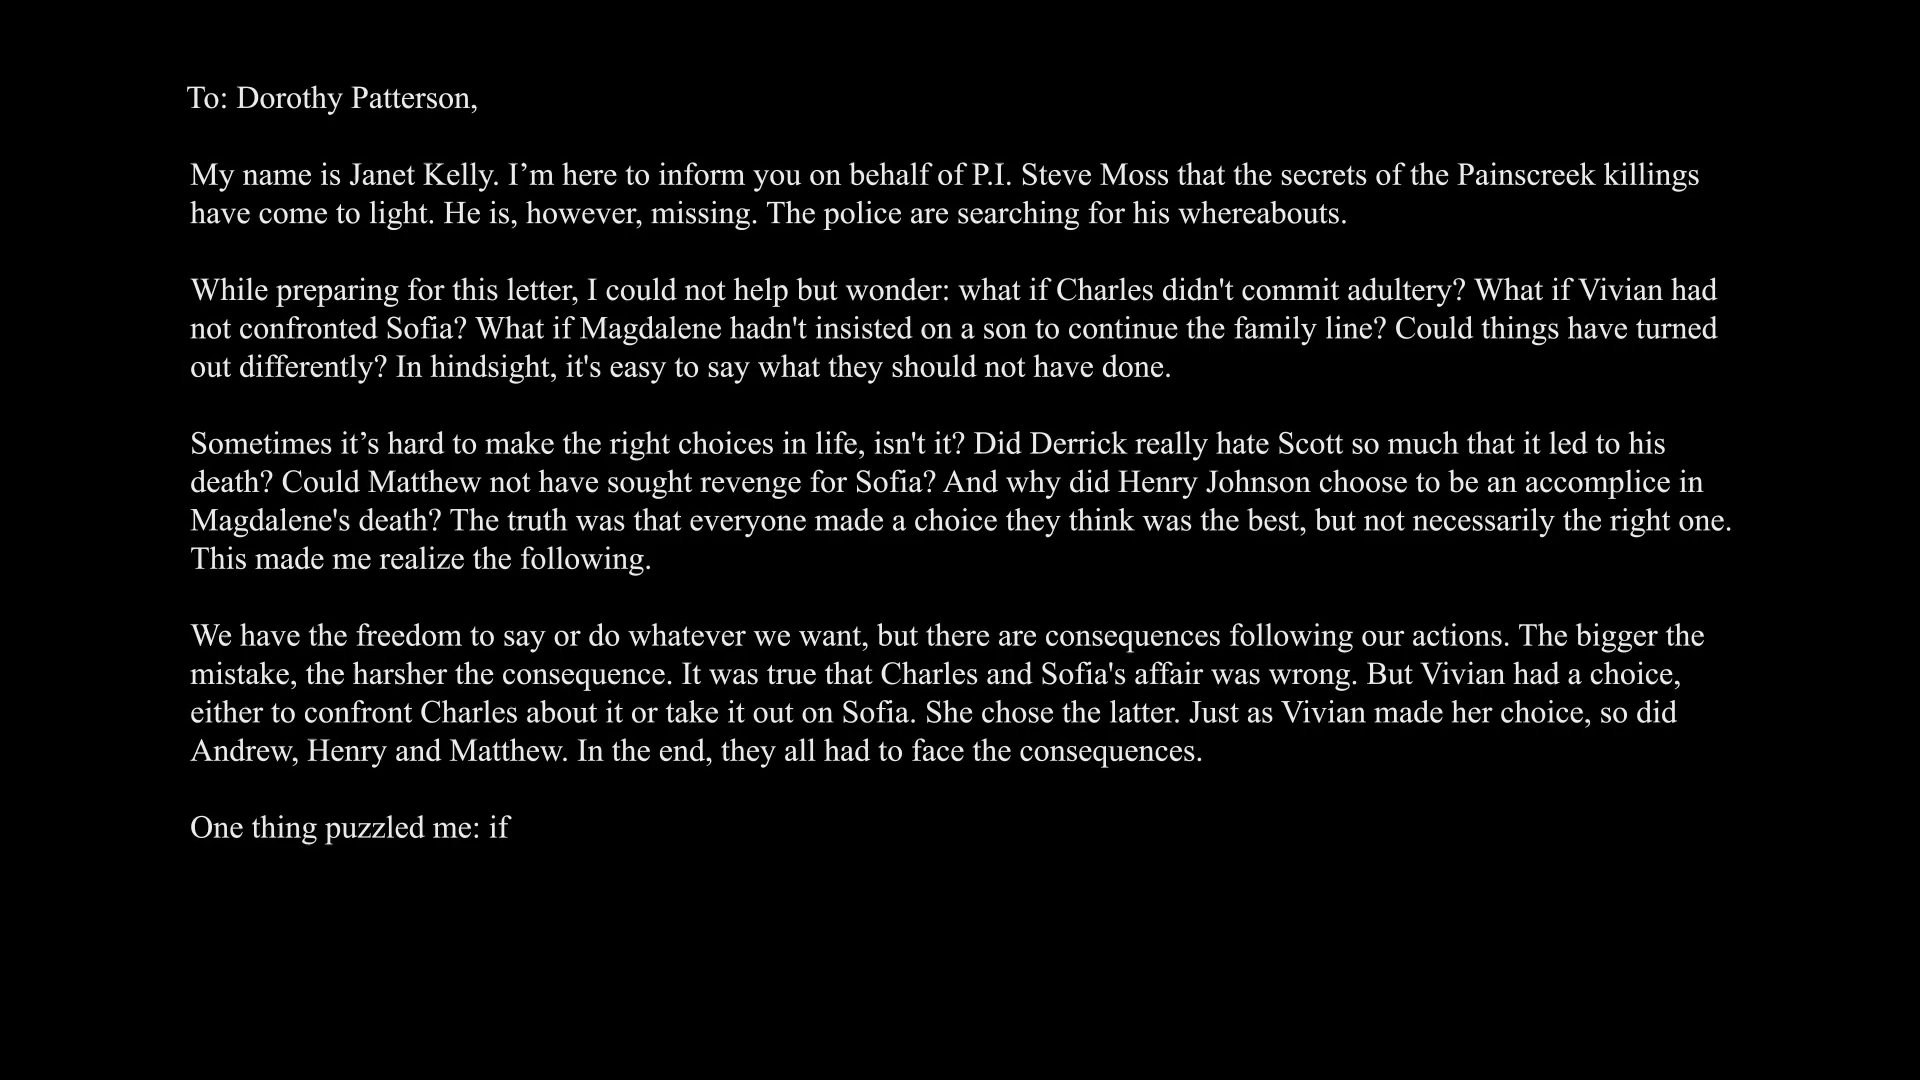 To: Dorothy Patterson,
My name is Janet Kelly. I’m here to inform you on behalf of P.I. Steve Moss that the secrets of the Painscreek killings
have come to light. He is, however, missing. The police are searching for his whereabouts.
While preparing for this letter, I could not help but wonder: what if Charles didn't commit adultery? What if Vivian had
not confronted Sofia? What if Magdalene hadn't insisted on a son to continue the family line? Could things have turned
out differently? In hindsight, it's easy to say what they should not have done.
Sometimes it’s hard to make the right choices in life, isn't it? Did Derrick really hate Scott so much that it led to his
death? Could Matthew not have sought revenge for Sofia? And why did Henry Johnson choose to be an accomplice in
Magdalene's death? The truth was that everyone made a choice they think was the best, but not necessarily the right one.
This made me realize the following.
We have the freedom to say or do whatever we want, but there are consequences following our actions. The bigger the
mistake, the harsher the consequence. It was true that Charles and Sofia's affair was wrong. But Vivian had a choice,
either to confront Charles about it or take it out on Sofia. She chose the latter. Just as Vivian made her choice, so did
Andrew, Henry and Matthew. In the end, they all had to face the consequences.
One thing puzzled me: if